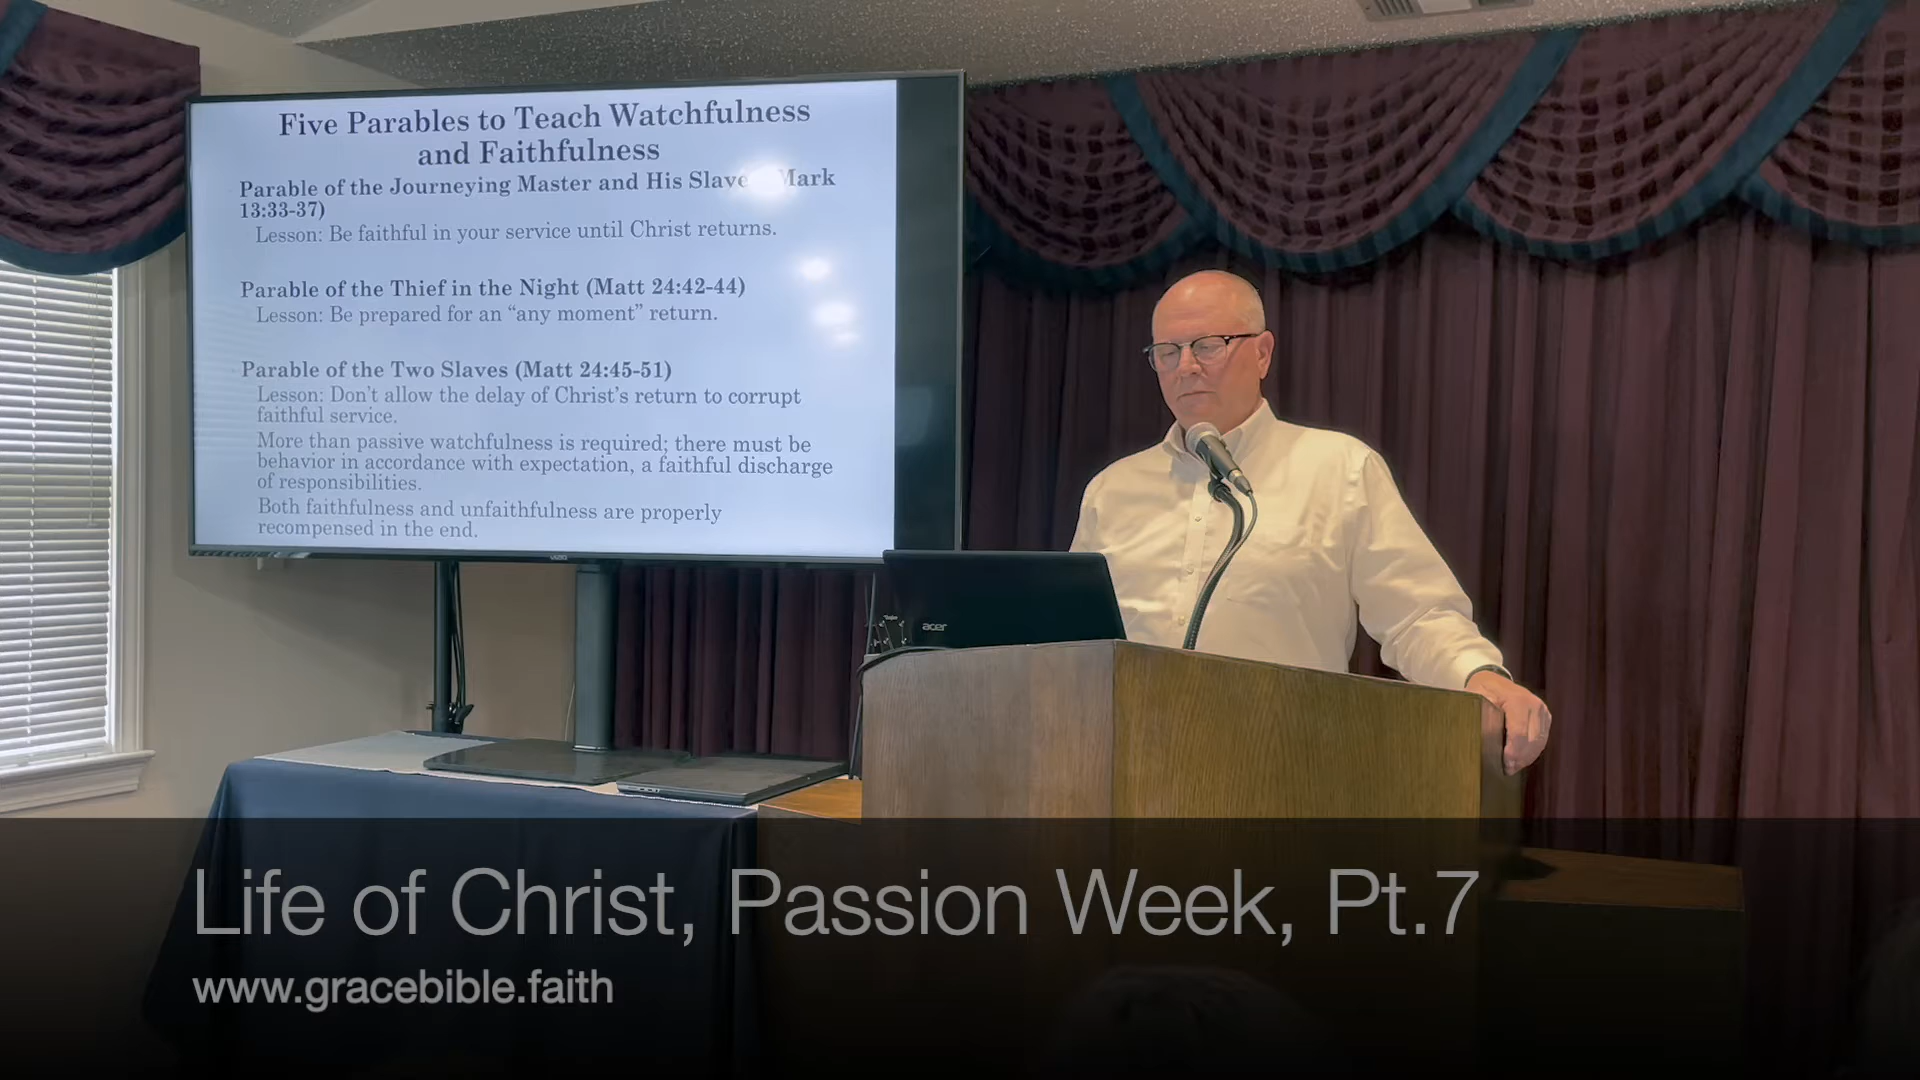 Five Parables to Teach Watchfulness
and Faithfulness
Parable of the Journeying Master and His Slave Mark
13:33-37)
Lesson: Be faithful in your service until Christ returns.
Parable of the Thief in the Night (Matt 24:42-44)
Lesson: Be prepared for an “any moment” return.
Parable of the Two Slaves (Matt 24:45-51)
Lesson: Don’t allow the delay of Christ’s return to corrupt
faithful service.
More than passive watchfulness is required; there must be
behavior in accordance with expectation, a faithful discharge
of responsibilities.
Both faithfulness and unfaithfulness are properly
recompensed in the end.
VIZIO
acer
Life of Christ, Passion Week, Pt.7
www.gracebible.faith